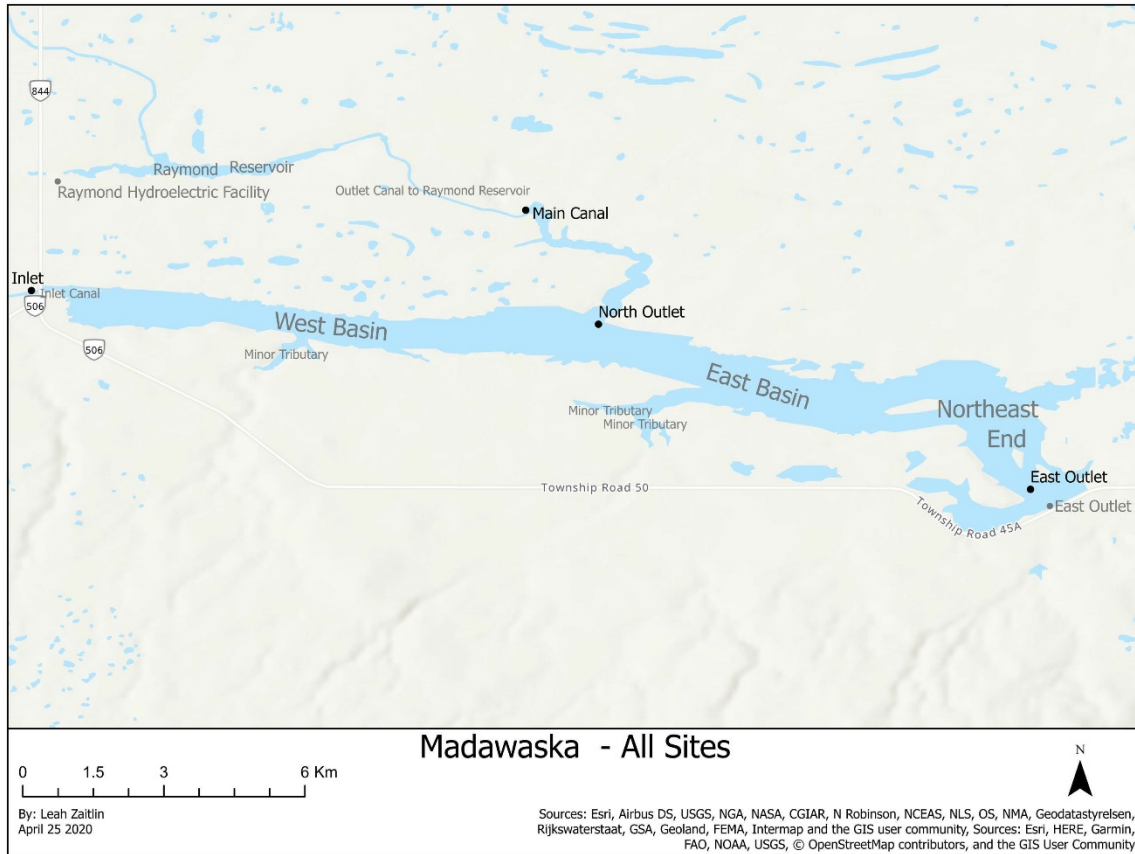 844
Raymond Reservoir
Raymond Hydroelectric Facility
Outlet Canal to Raymond Reservoir
Main Canal
Inlet
Inlet Canal
506
506
North Outlet
West Basin
Minor Tributary
East Basin
Minor Tributary
Minor Tributary
Northeast
End
East Outlet
Township Road 50
East Outlet
Township Road 45A
Madawaska - All Sites
N
0 1.5 3 6 Km
By: Leah Zaitlin
April 25 2020
Sources: Esri, Airbus DS, USGS, NGA, NASA, CGIAR, N Robinson, NCEAS, NLS, OS, NMA, Geodatastyrelsen,
Rijkswaterstaat, GSA, Geoland, FEMA, Intermap and the GIS user community, Sources: Esri, HERE, Garmin,
FAO, NOAA, USGS, © OpenStreetMap contributors, and the GIS User Community